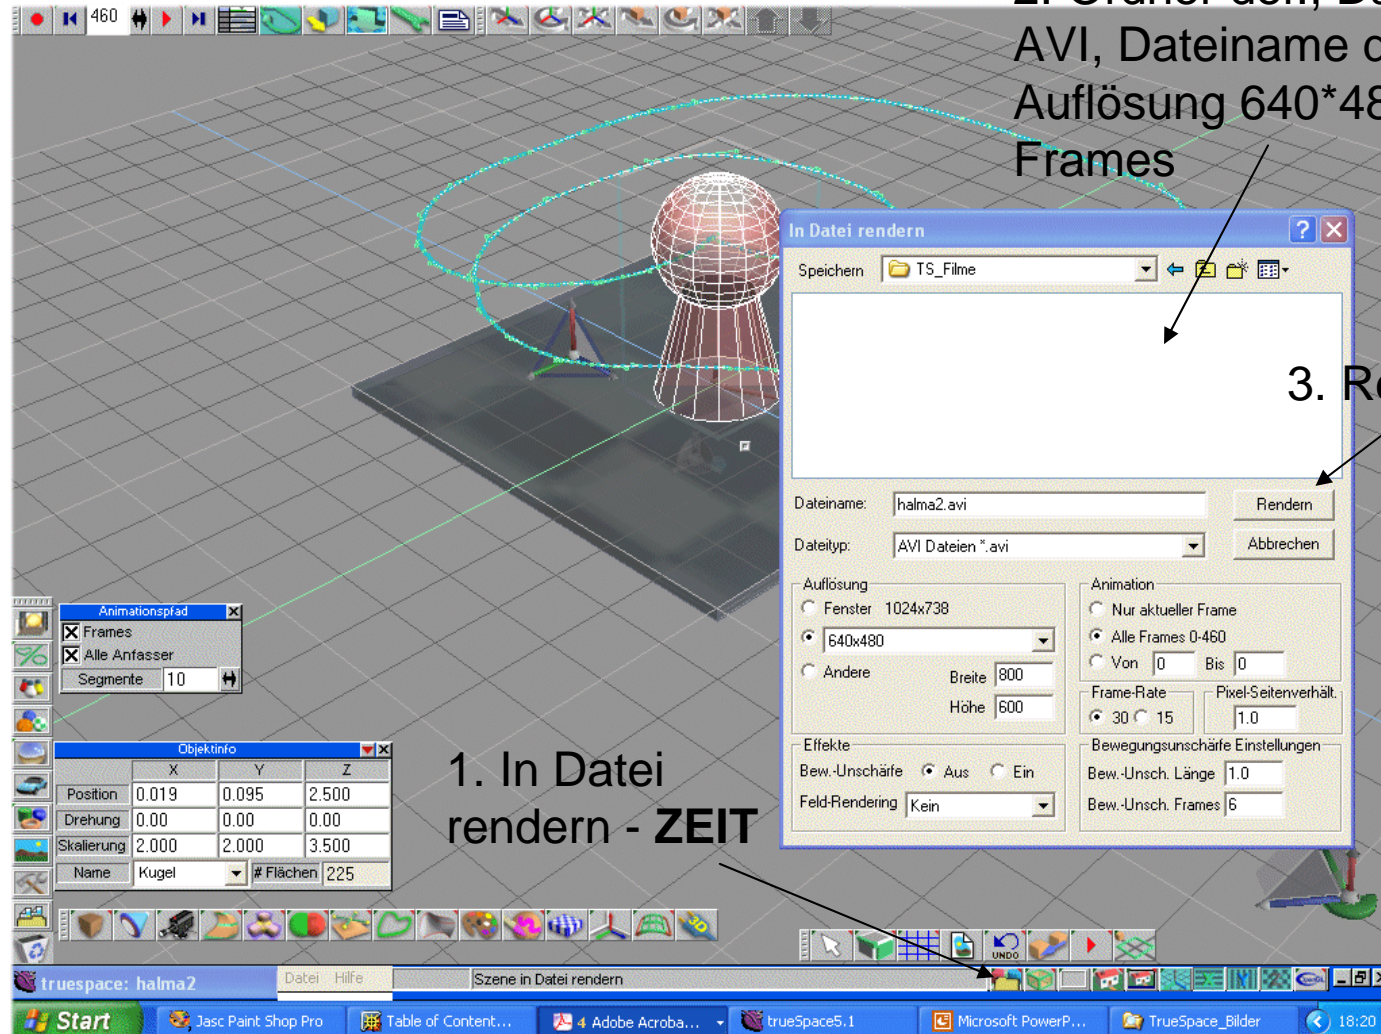 460
AVI, Dateiname
Auflösung 640*48
Frames
In Datei rendern
Speichern TS_Filme
3.
Dateiname: halma2.avi Rendern
Dateityp: AVI Dateien *.avi Abbrechen
Auflösung
Fenster 1024x738
640x480
Andere
Breite 800
Höhe 600
Animation
Nur aktueller Frame
Alle Frames 0-460
Von 0 Bis 0
Frame-Rate
30 15
Pixel-Seitenverhält.
1.0
Effekte
Bew.-Unschärfe Aus Ein
Feld-Rendering Kein
Bewegungsunschärfe Einstellungen
Bew.-Unsch. Länge 1.0
Bew.-Unsch. Frames 6
Animationspfad
Frames
Alle Anfasser
Segmente 10
Objektinfo
X Y Z
Position 0.019 0.095 2.500
Drehung 0.00 0.00 0.00
Skalierung 2.000 2.000 3.500
Name Kugel # Flächen 225
1. In Datei
rendern - ZEIT
UNDO
3D
truespace: halma2
Datei Hilfe
Szene in Datei rendern
Start
Jasc Paint Shop Pro
Table of Content...
4 Adobe Acroba...
trueSpace5.1
Microsoft PowerP...
TrueSpace_Bilder
18:20